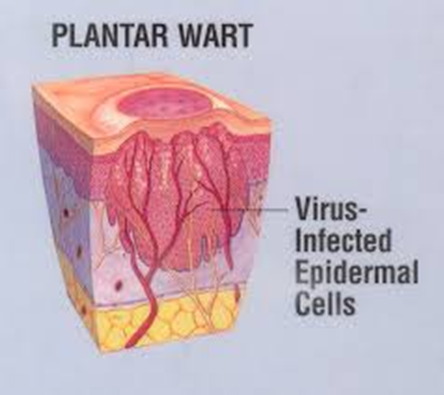 PLANTAR WART
Virus-
Infected
Epidermal
Cells